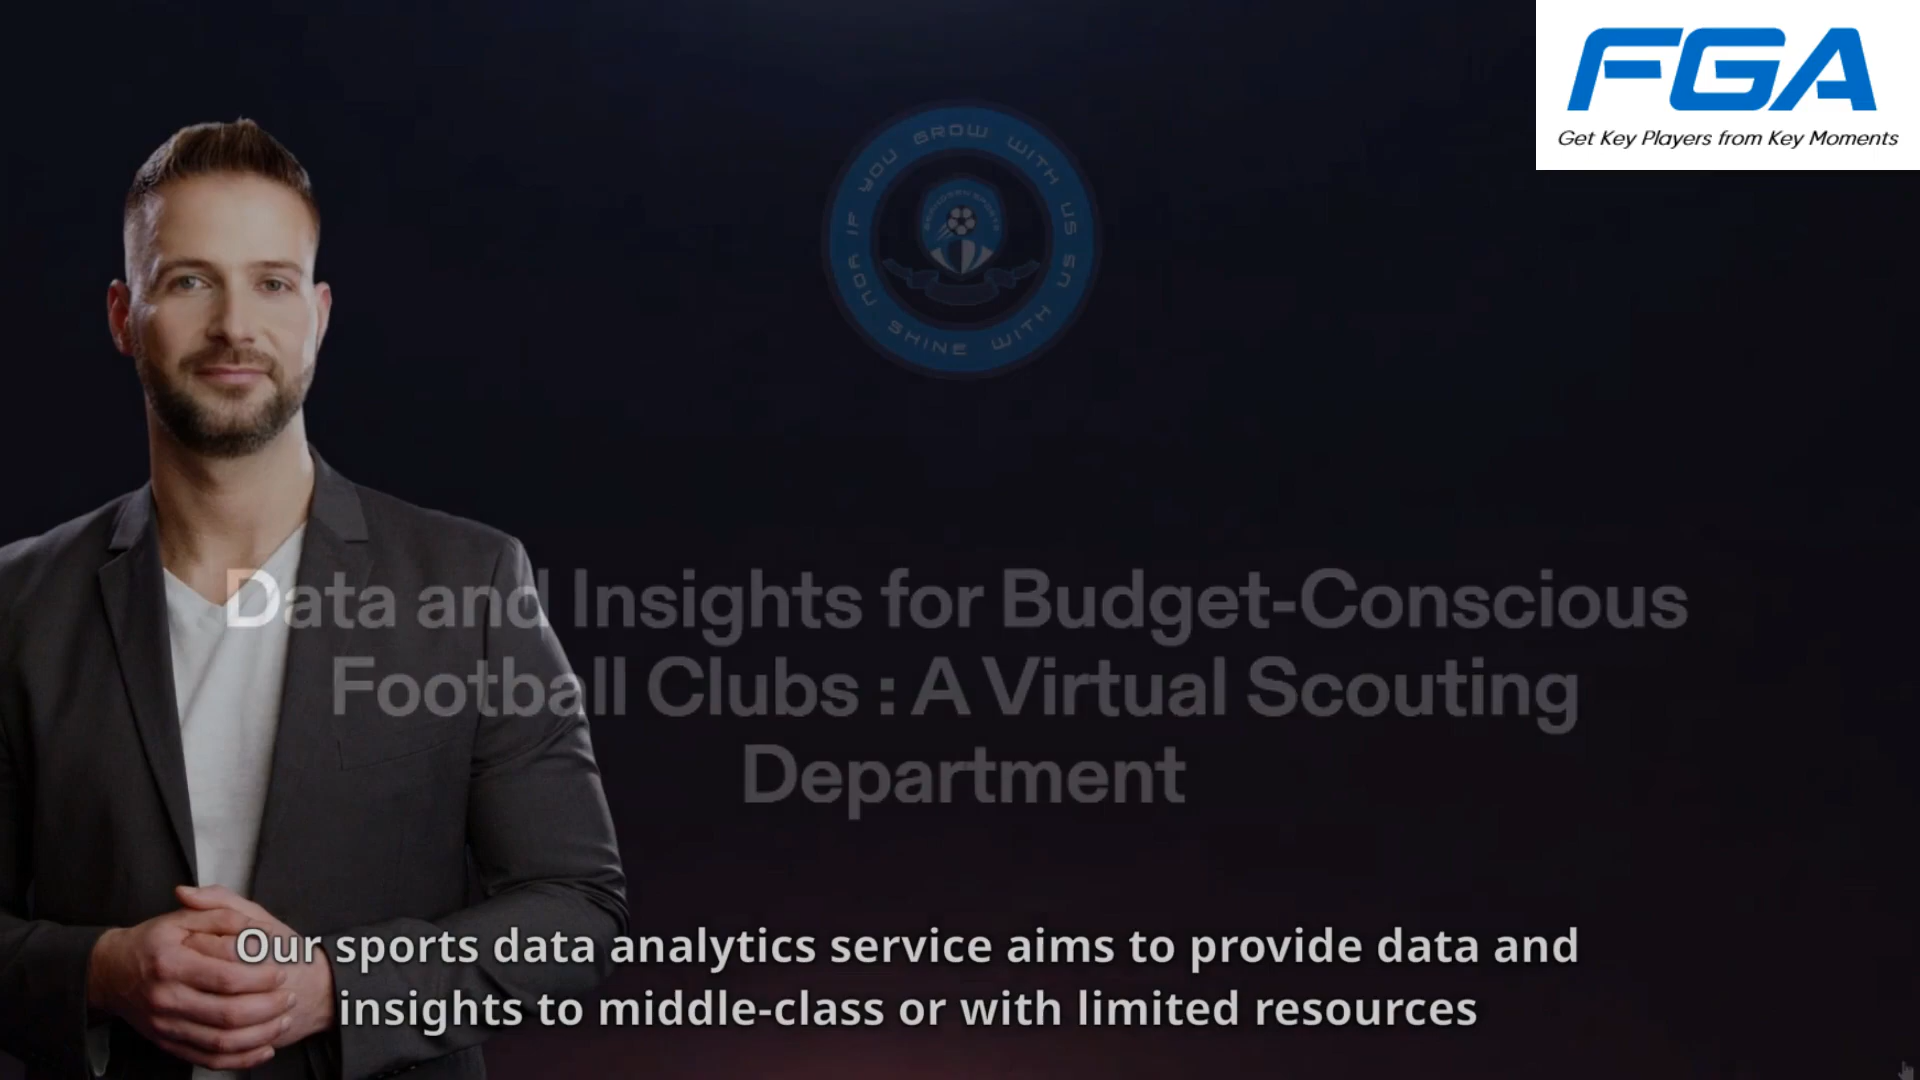 FGA
Get Key Players from Key Moments
YOU GROW WITH US
NOR IF
SHINE WITH US
Data and Insights for Budget-Conscious
Football Clubs : A Virtual Scouting
Department
Our sports data analytics service aims to provide data and
insights to middle-class or with limited resources